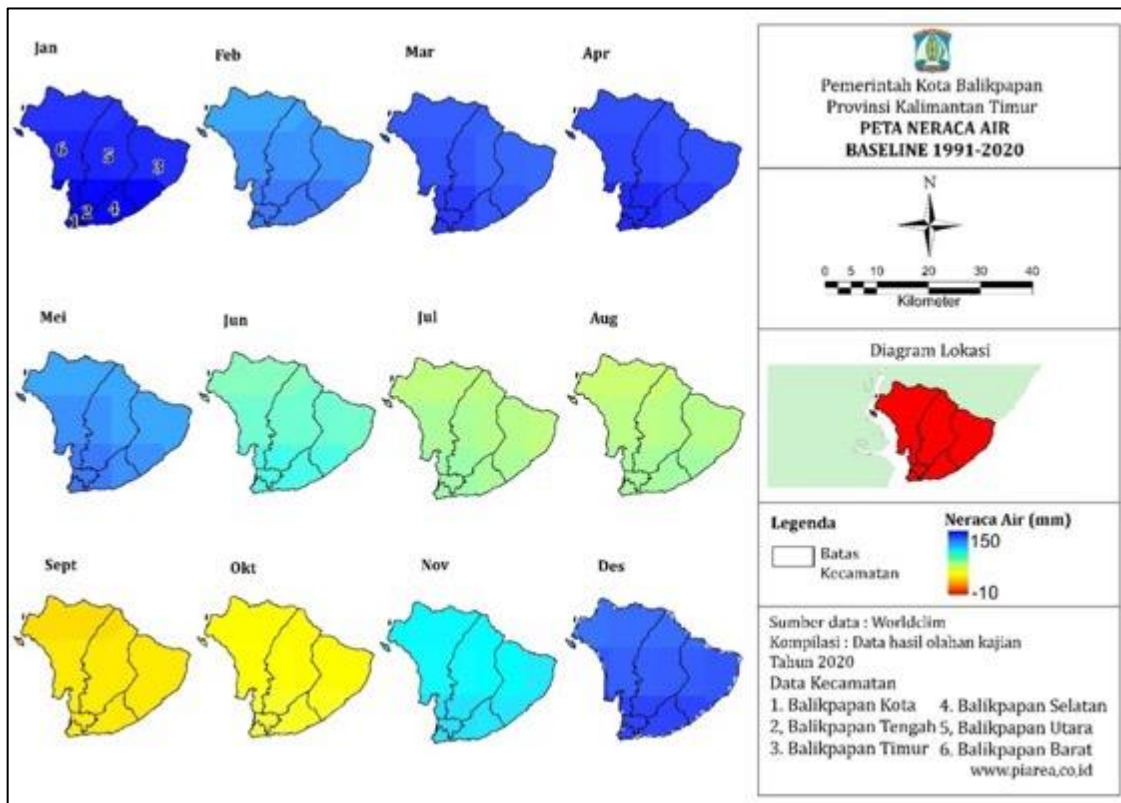 Jan
Feb
Mar
Apr
6
5
3
2
4
1
Mei
Jun
Jul
Aug
Sept
Okt
Nov
Des
Pemerintah Kota Balikpapan
Provinsi Kalimantan Timur
PETA NERACA AIR
BASELINE 1991-2020
N
0 5 10 20 30 40
Kilometer
Diagram Lokasi
Legenda
Batas
Kecamatan
Neraca Air (mm)
150
-10
Sumber data : Worldclim
Kompilasi : Data hasil olahan kajian
Tahun 2020
Data Kecamatan
1. Balikpapan Kota 4. Balikpapan Selatan
2, Balikpapan Tengah 5, Balikpapan Utara
3. Balikpapan Timur 6. Balikpapan Barat
www.piarea.co.id